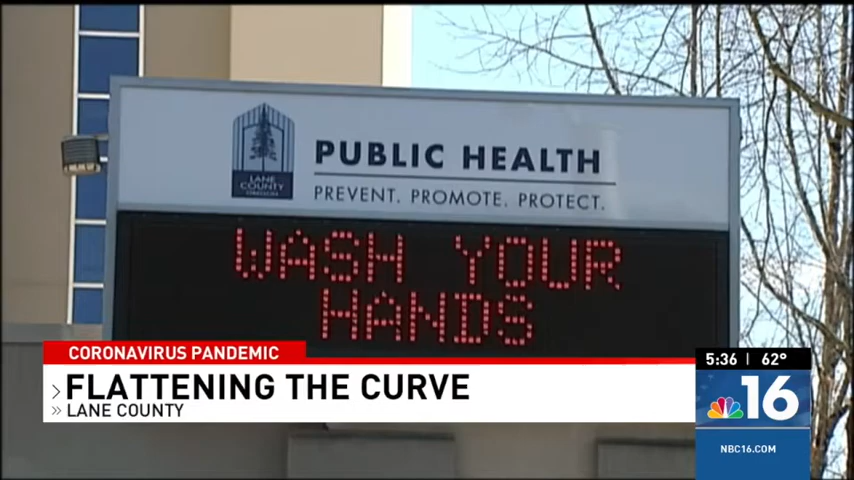 PUBLIC HEALTH
LANE
COUNTY
PREVENT. PROMOTE. PROTECT.
WASH YOUR
HANDS
CORONAVIRUS PANDEMIC
FLATTENING THE CURVE
LANE COUNTY
5:36 62°
16
NBC16.COM